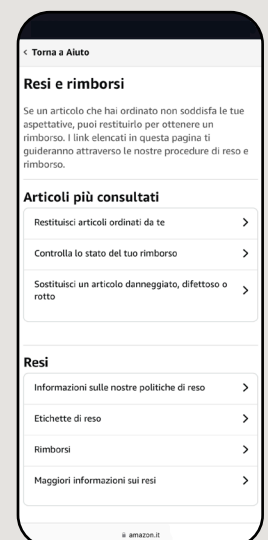 ‹ Torna a Aiuto
Resi e rimborsi
Se un articolo che hai ordinato non soddisfa le tue
aspettative, puoi restituirlo per ottenere un
rimborso. I link elencati in questa pagina ti
guideranno attraverso le nostre procedure di reso e
rimborso.
Articoli più consultati
Restituisci articoli ordinati da te
Controlla lo stato del tuo rimborso
Sostituisci un articolo danneggiato, difettoso o
rotto
Resi
Informazioni sulle nostre politiche di reso
Etichette di reso
Rimborsi
Maggiori informazioni sui resi
amazon.it